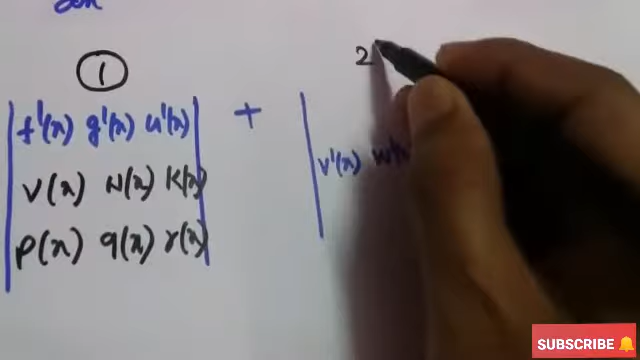 ① 2
f'(x) g'(x) u'(x) +
v(x) w(x) k(x) v'(x) w'(x
p(x) q(x) r(x)
SUBSCRIBE